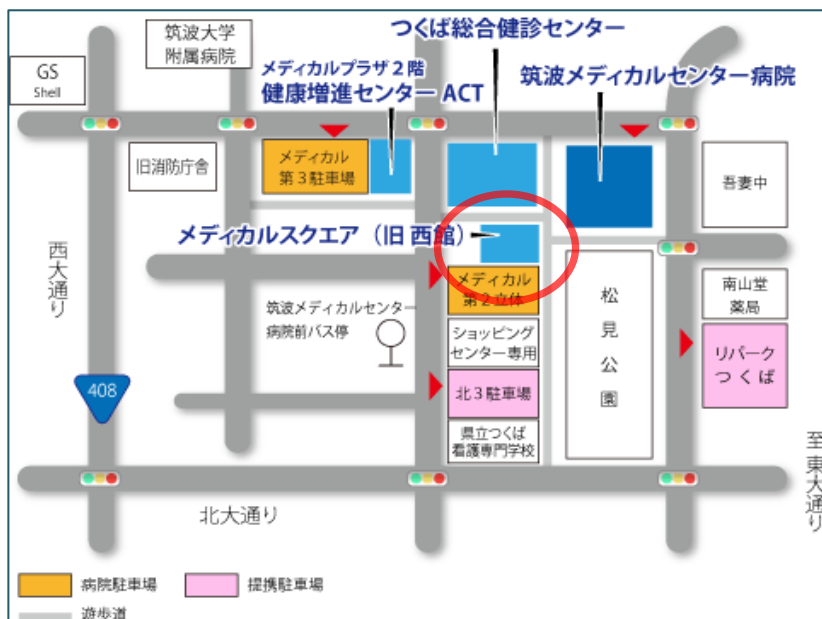 つくば総合健診センター
筑波大学
附属病院
GS
Shell
メディカルプラザ2階
健康増進センター ACT
筑波メディカルセンター病院
旧消防庁舎
メディカル
第3駐車場
吾妻中
メディカルスクエア（旧 西館）
西大通り
メディカル
第2立体
筑波メディカルセンター
病院前バス停
ショッピング
センター専用
松見公園
南山堂
薬局
リパーク
つくば
408
北3駐車場
県立つくば
看護専門学校
至 東大通り
北大通り
病院駐車場
提携駐車場
遊歩道